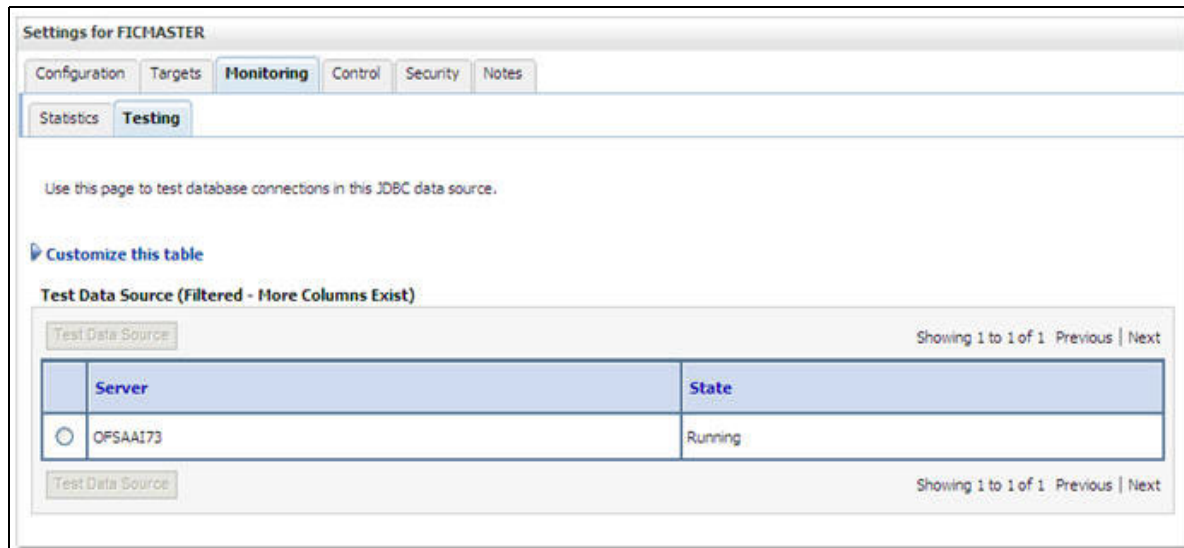 Settings for FICMASTER
Configuration Targets Monitoring Control Security Notes
Statistics Testing
Use this page to test database connections in this JDBC data source.
Customize this table
Test Data Source (Filtered - More Columns Exist)
Test Data Source Showing 1 to 1 of 1 Previous | Next
Server State
OFSAAI73 Running
Test Data Source Showing 1 to 1 of 1 Previous | Next